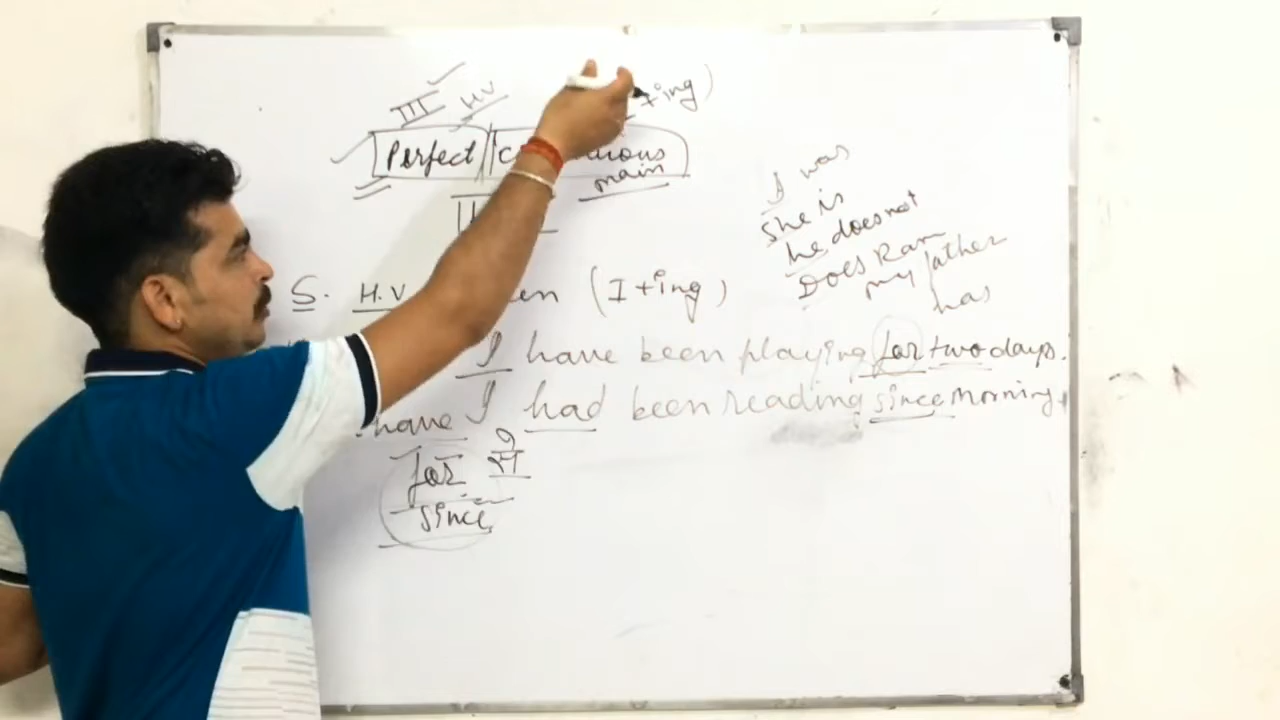 III H.V
I+ing)
Perfect
main
I was
She is
he does not
Does Ram
my father
has
S. H.V (I+ing)
I have been playing for two days.
have I had been reading since morning.
for से
since